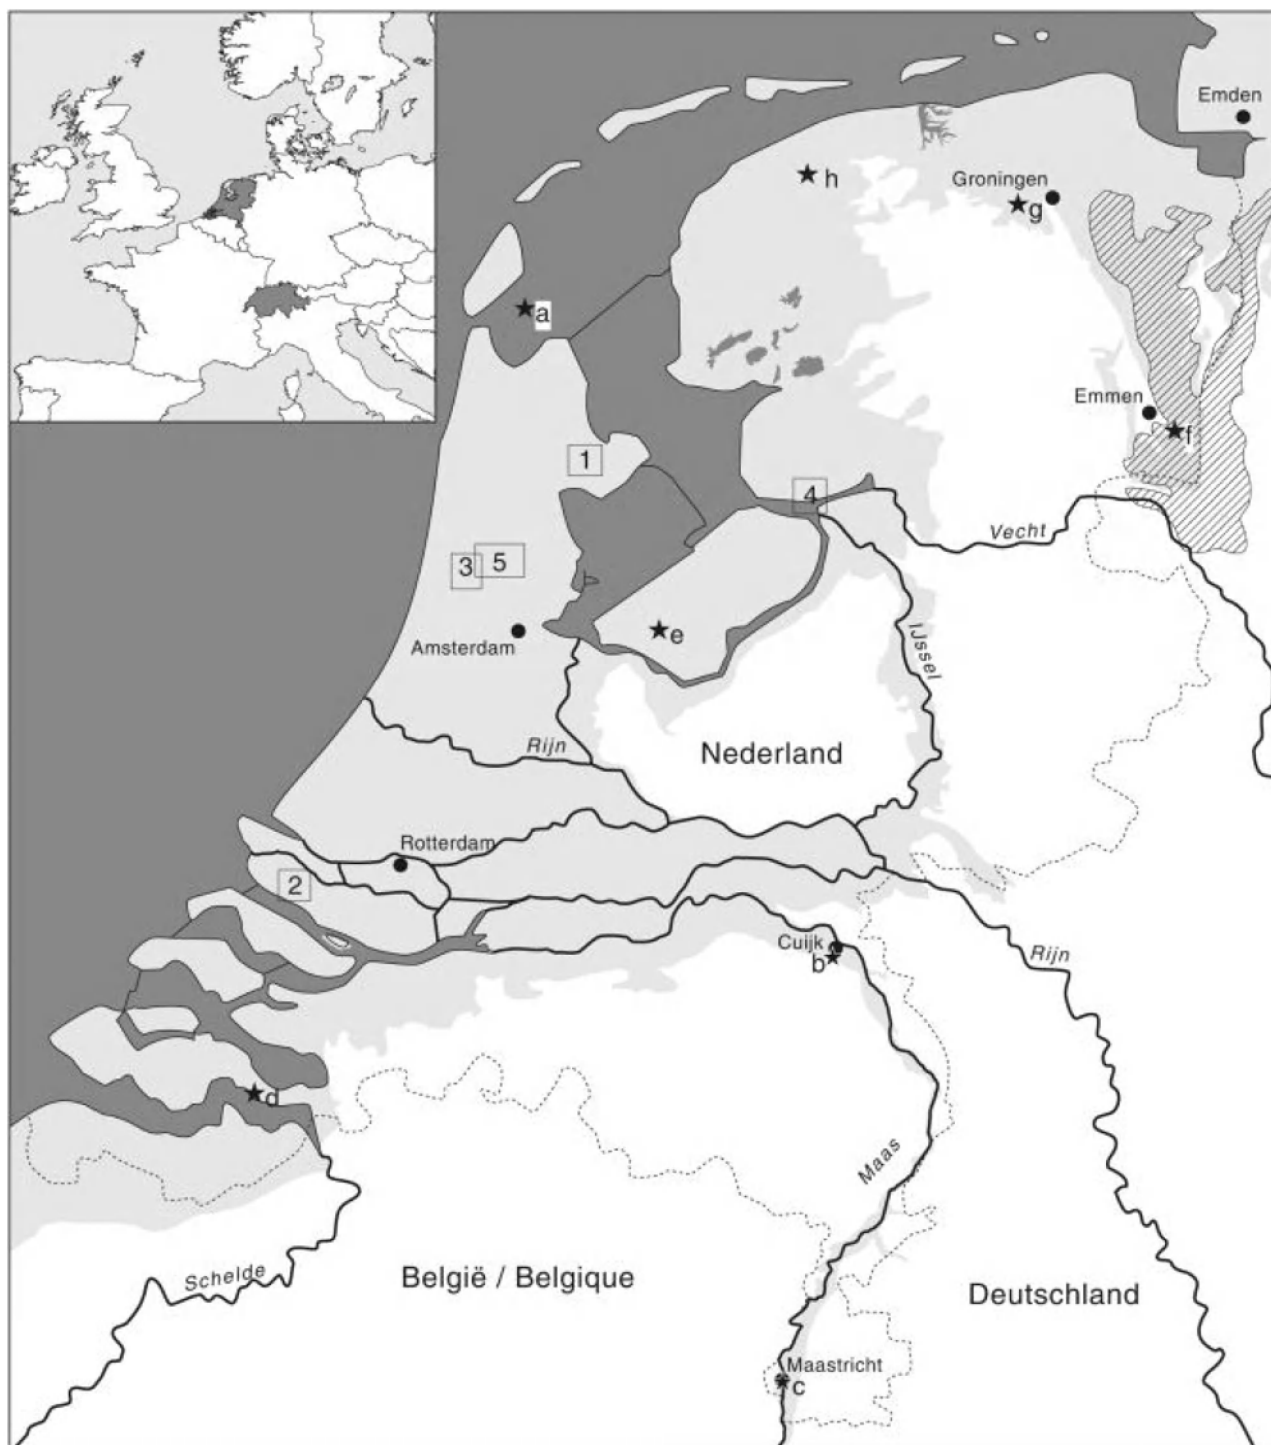 Emden
h
Groningen
g
a
Emmen
f
1
4
Vecht
3
5
e
Amsterdam
IJssel
Rijn
Nederland
Rotterdam
2
Cuijk
b
Rijn
d
Maas
Schelde
België / Belgique
Deutschland
Maastricht
c